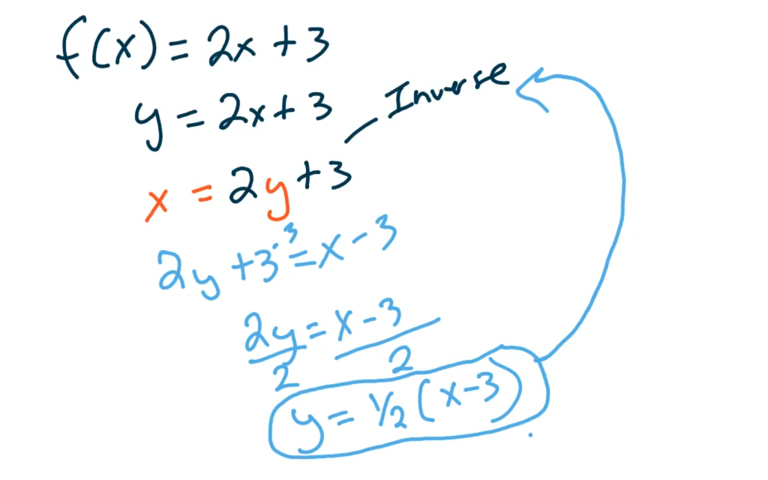 f(x) = 2x + 3
y = 2x + 3
Inverse
x = 2y + 3
2y + 3 - 3 = x - 3
2y/2 = x - 3/2
y = 1/2 (x - 3)